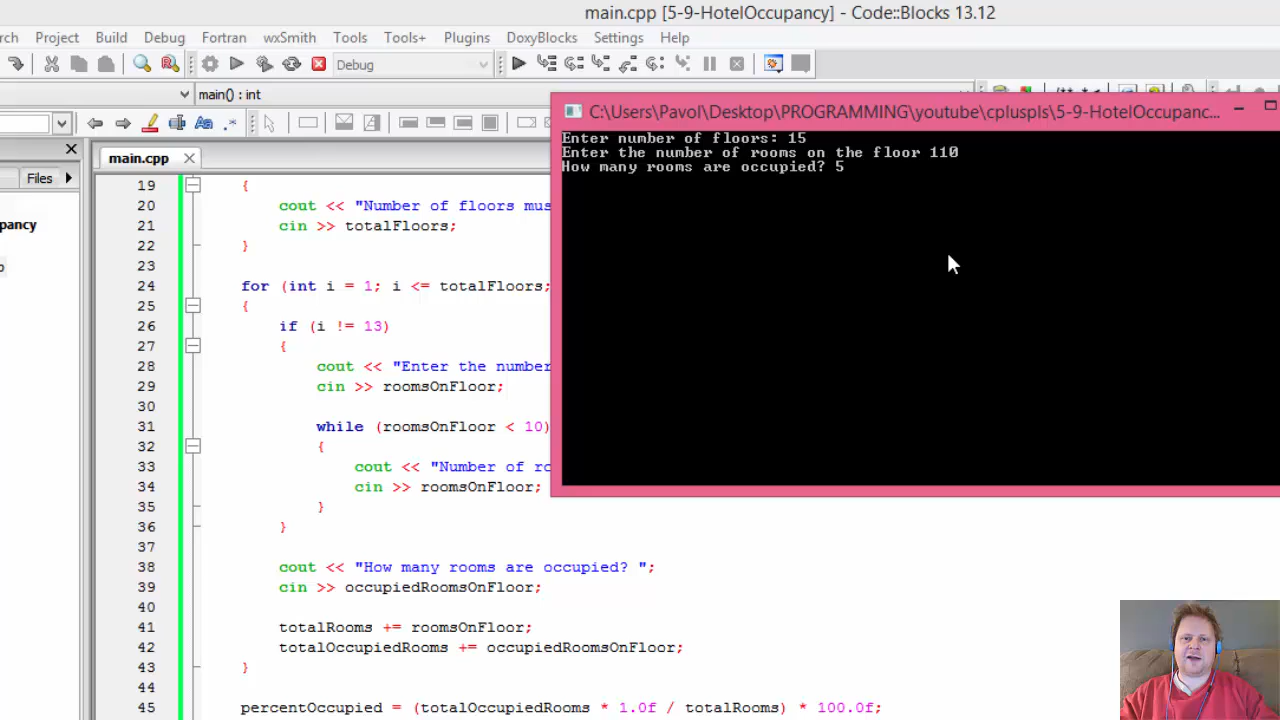 main.cpp [5-9-HotelOccupancy] - Code::Blocks 13.12
rch Project Build Debug Fortran wxSmith Tools Tools+ Plugins DoxyBlocks Settings Help
Debug
main() : int
C:\Users\Pavol\Desktop\PROGRAMMING\youtube\cpluspls\5-9-HotelOccupanc...
Enter number of floors: 15
Enter the number of rooms on the floor 110
How many rooms are occupied? 5
Files
pancy
main.cpp
19 {
20 cout << "Number of floors mus
21 cin >> totalFloors;
22 }
23
24 for (int i = 1; i <= totalFloors;
25 {
26 if (i != 13)
27 {
28 cout << "Enter the number
29 cin >> roomsOnFloor;
30
31 while (roomsOnFloor < 10)
32 {
33 cout << "Number of ro
34 cin >> roomsOnFloor;
35 }
36 }
37
38 cout << "How many rooms are occupied? ";
39 cin >> occupiedRoomsOnFloor;
40
41 totalRooms += roomsOnFloor;
42 totalOccupiedRooms += occupiedRoomsOnFloor;
43 }
44
45 percentOccupied = (totalOccupiedRooms * 1.0f / totalRooms) * 100.0f;